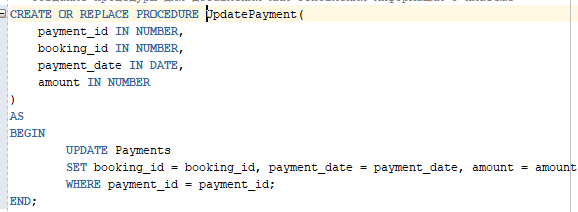 CREATE OR REPLACE PROCEDURE UpdatePayment(
payment_id IN NUMBER,
booking_id IN NUMBER,
payment_date IN DATE,
amount IN NUMBER
)
AS
BEGIN
UPDATE Payments
SET booking_id = booking_id, payment_date = payment_date, amount = amount
WHERE payment_id = payment_id;
END;